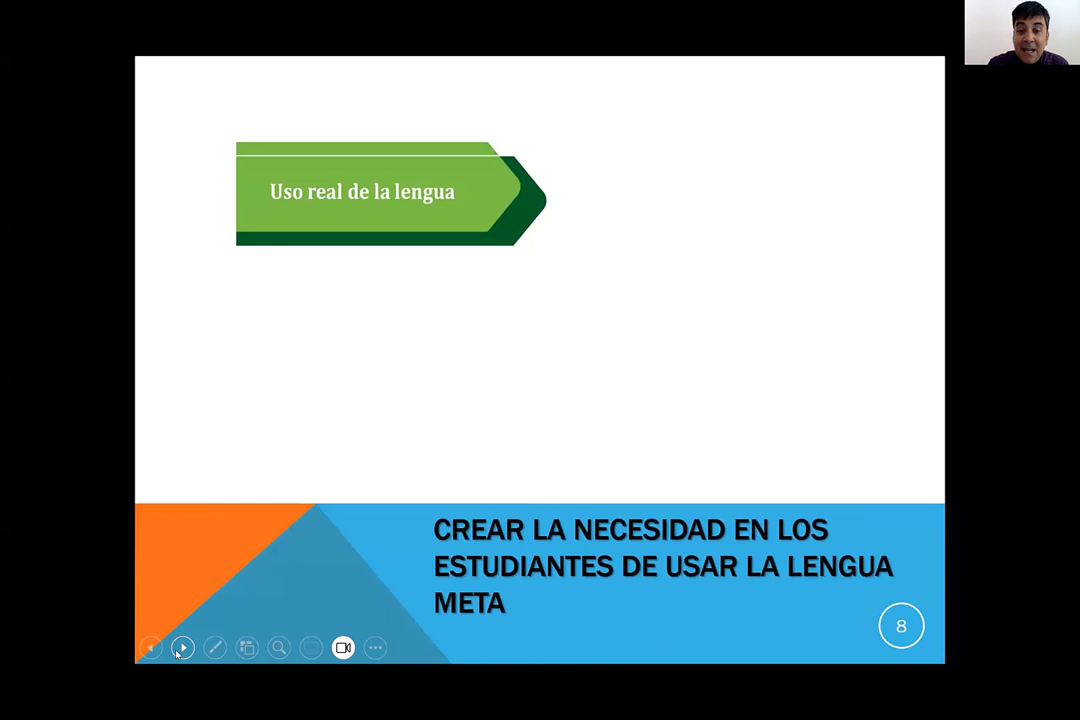 Uso real de la lengua
CREAR LA NECESIDAD EN LOS
ESTUDIANTES DE USAR LA LENGUA
META
8